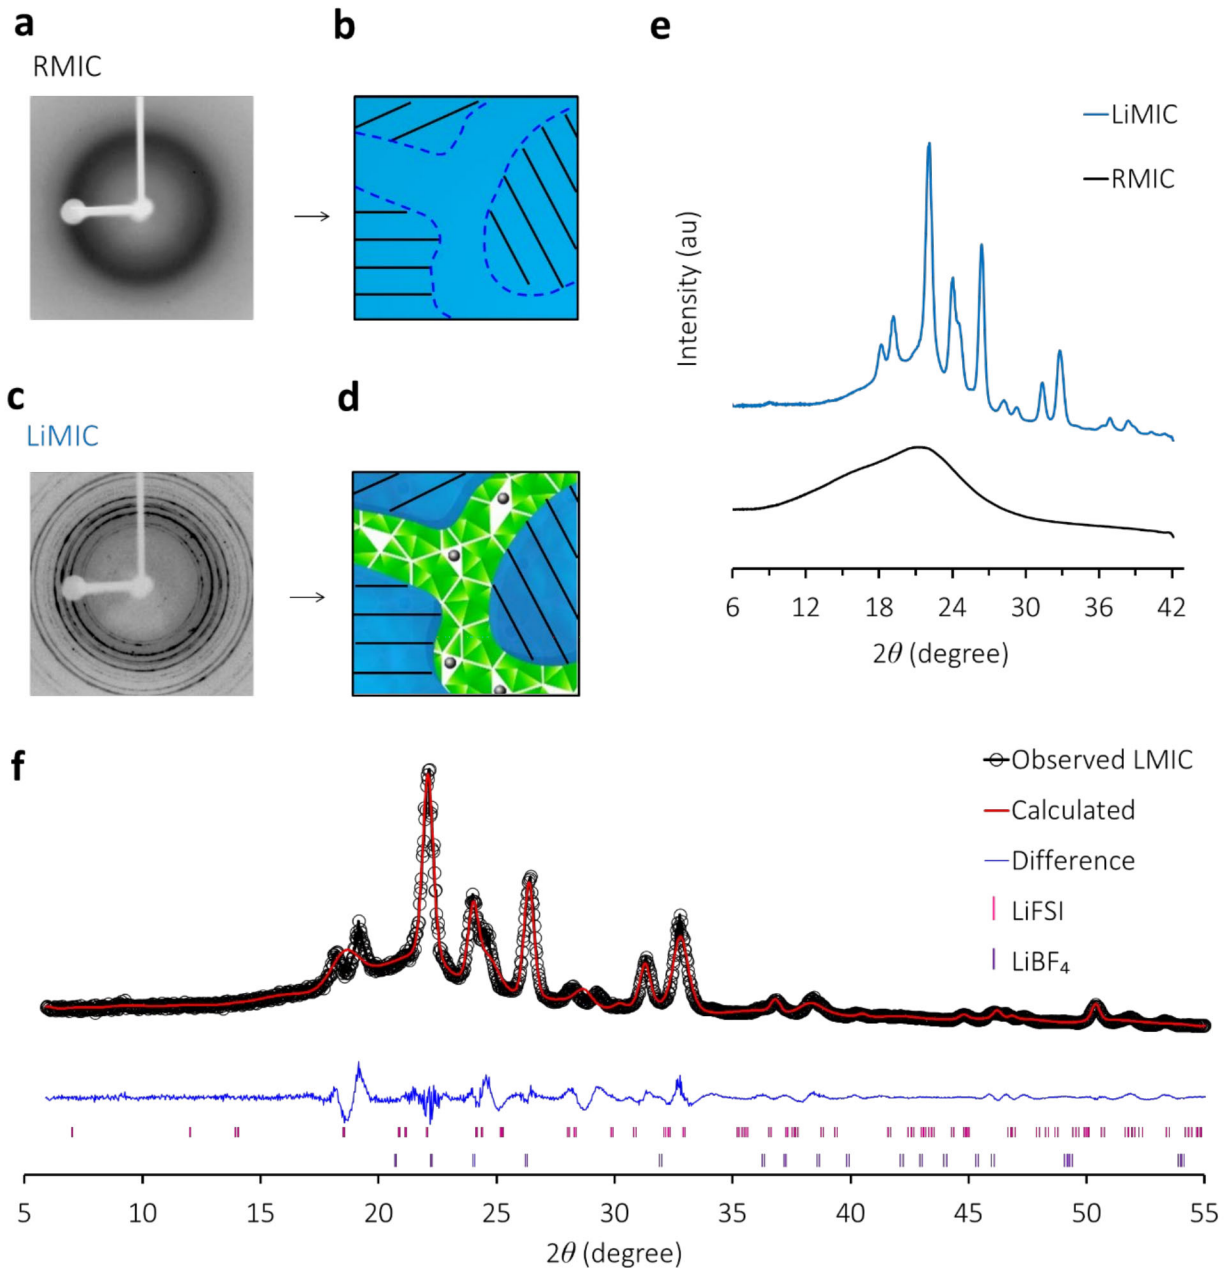 a
b
e
RMIC
LiMIC
RMIC
Intensity (au)
c
d
LiMIC
6 12 18 24 30 36 42
2θ (degree)
f
Observed LMIC
Calculated
Difference
LiFSI
LiBF₄
5 10 15 20 25 30 35 40 45 50 55
2θ (degree)